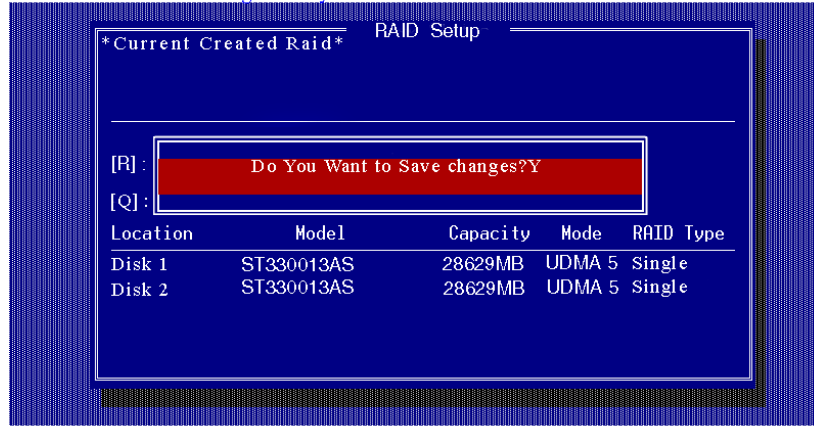 RAID Setup
*Current Created Raid*
[R] :
Do You Want to Save changes?Y
[Q] :
Location Model Capacity Mode RAID Type
Disk 1 ST330013AS 28629MB UDMA 5 Single
Disk 2 ST330013AS 28629MB UDMA 5 Single